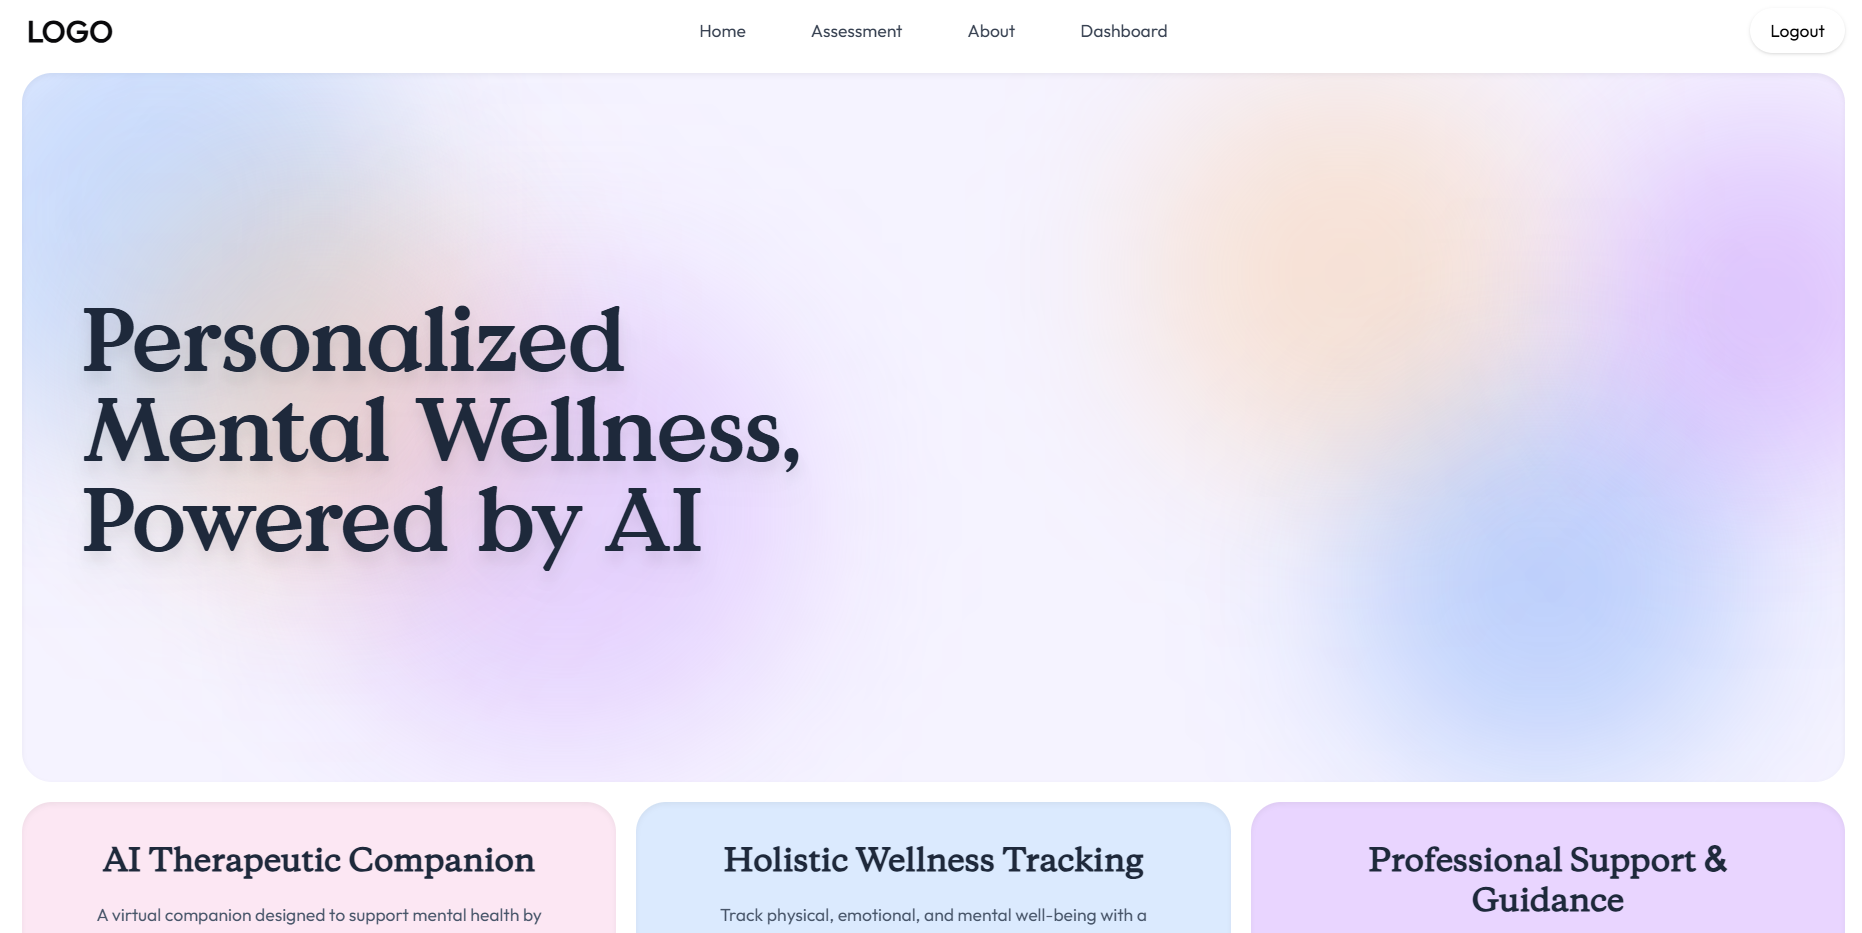 LOGO
Home
Assessment
About
Dashboard
Logout
Personalized
Mental Wellness,
Powered by AI
AI Therapeutic Companion
A virtual companion designed to support mental health by
Holistic Wellness Tracking
Track physical, emotional, and mental well-being with a
Professional Support &
Guidance